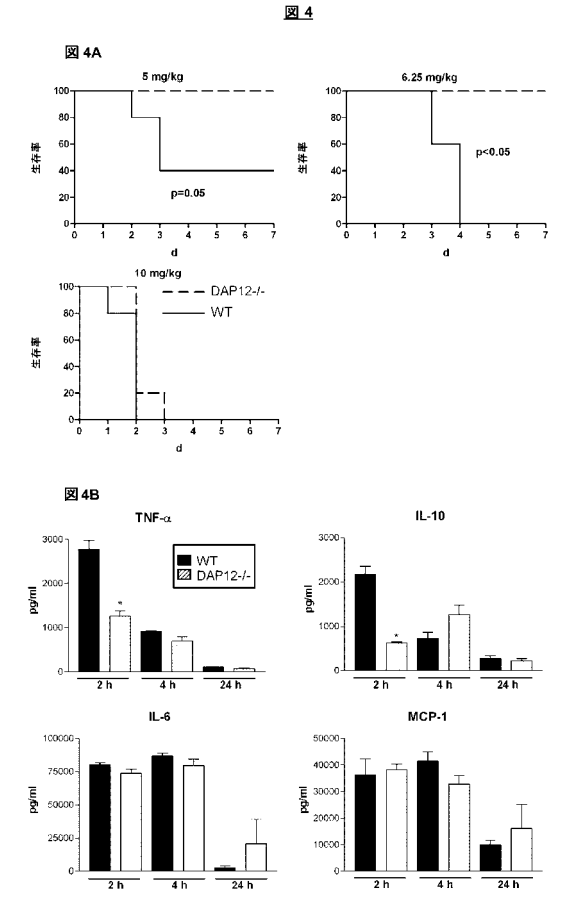 図 4
図 4A
5 mg/kg
100
80
60
40
20
0
生存率
p=0.05
0 1 2 3 4 5 6 7
d
6.25 mg/kg
100
80
60
40
20
0
生存率
p<0.05
0 1 2 3 4 5 6 7
d
10 mg/kg
100
80
60
40
20
0
生存率
DAP12-/-
WT
0 1 2 3 4 5 6 7
d
図 4B
TNF-α
3000
2000
1000
0
pg/ml
WT
DAP12-/-
*
2 h 4 h 24 h
IL-10
3000
2000
1000
0
pg/ml
*
2 h 4 h 24 h
IL-6
100000
75000
50000
25000
0
pg/ml
2 h 4 h 24 h
MCP-1
50000
40000
30000
20000
10000
0
pg/ml
2 h 4 h 24 h